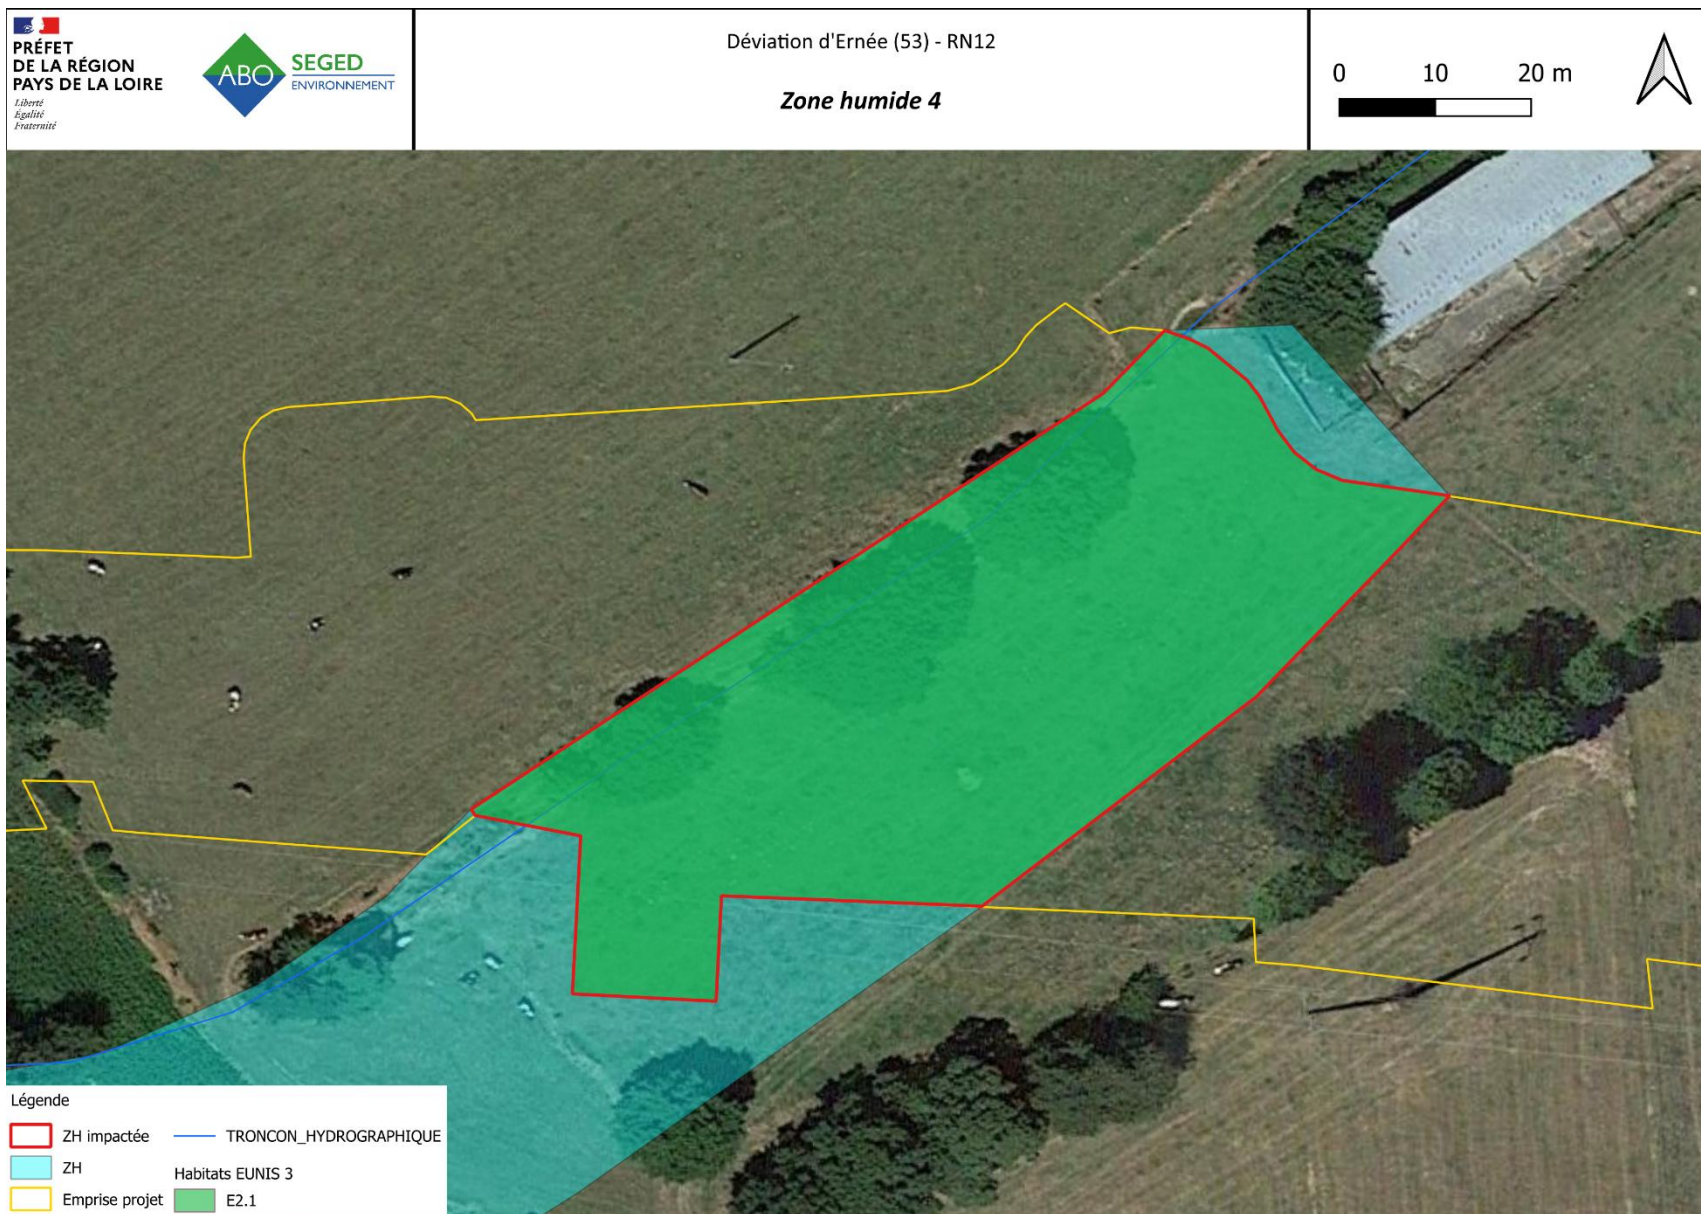 PRÉFET
DE LA RÉGION
PAYS DE LA LOIRE
Liberté
Égalité
Fraternité
ABO
SEGED
ENVIRONNEMENT
Déviation d'Ernée (53) - RN12
Zone humide 4
0 10 20 m
Légende
ZH impactée
ZH
Emprise projet
TRONCON_HYDROGRAPHIQUE
Habitats EUNIS 3
E2.1